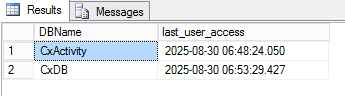 Results Messages
DBName last_user_access
1 CxActivity 2025-08-30 06:48:24.050
2 CxDB 2025-08-30 06:53:29.427